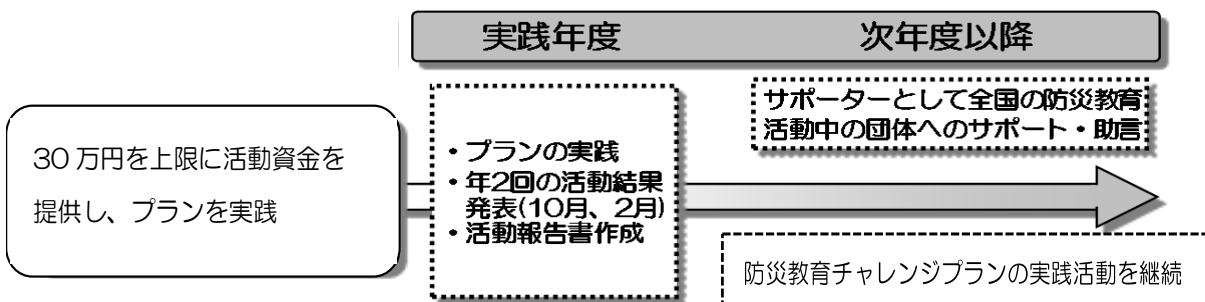 実践年度 次年度以降
30万円を上限に活動資金を
提供し、プランを実践
・プランの実践
・年2回の活動結果
発表(10月、2月)
・活動報告書作成
サポーターとして全国の防災教育
活動中の団体へのサポート・助言
防災教育チャレンジプランの実践活動を継続